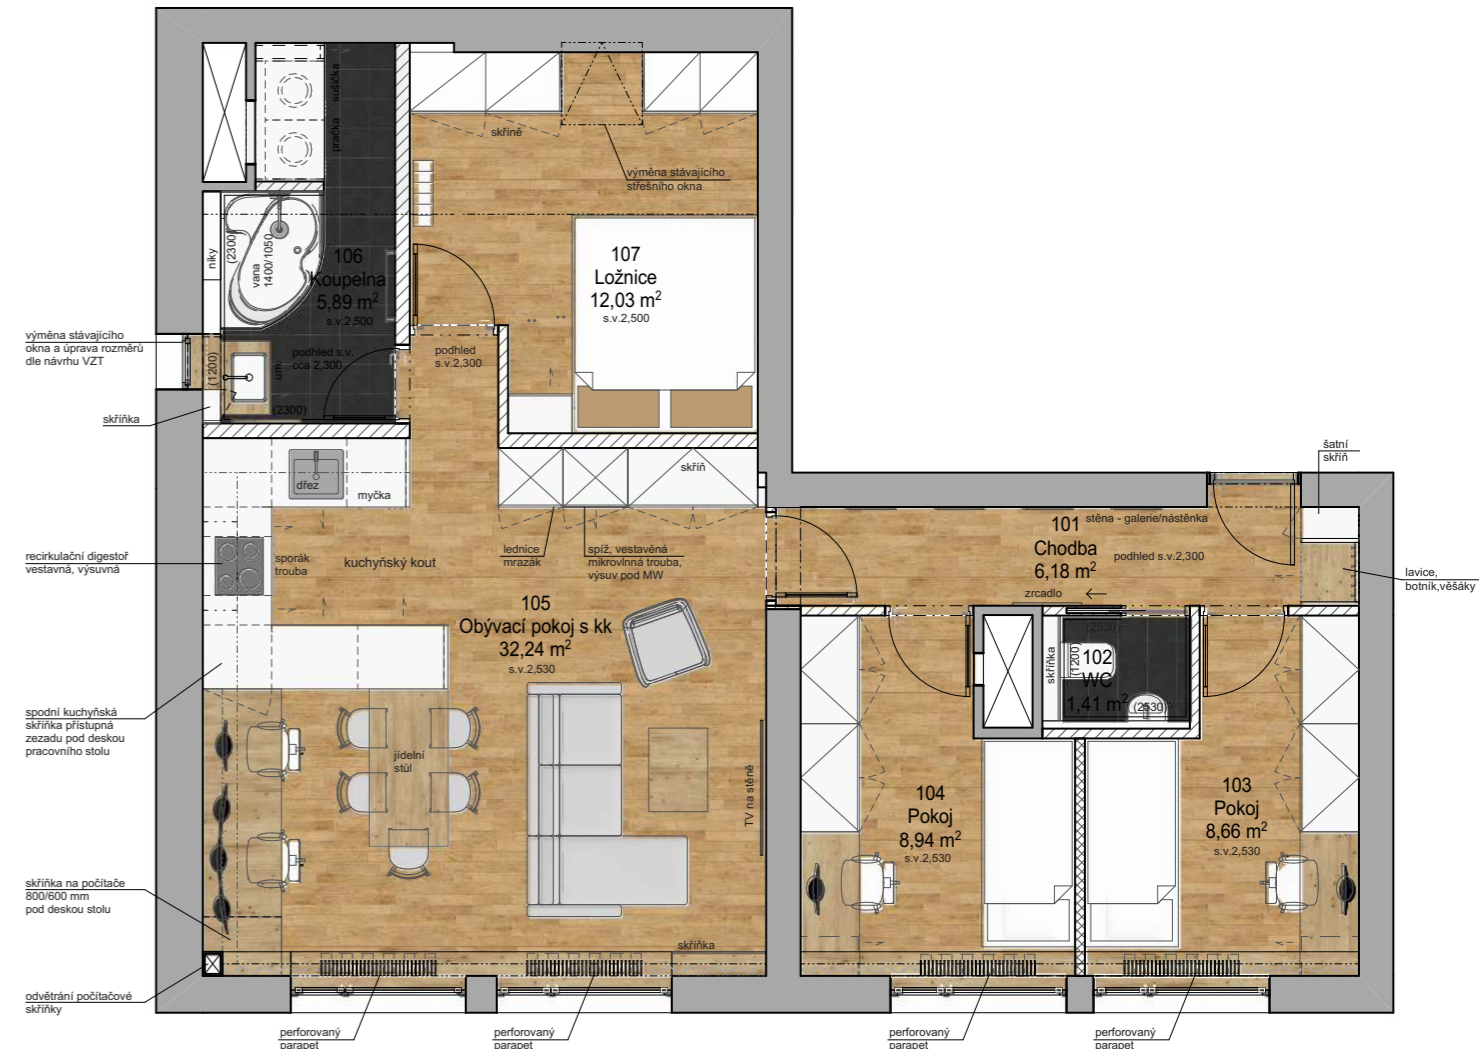 sušička
pračka
skříně
výměna stávajícího
střešního okna
niky
(2300)
vana
1400/1050
106
Koupelna
5,89 m²
s.v.2,500
107
Ložnice
12,03 m²
s.v.2,500
výměna stávajícího
okna a úprava rozměrů
dle návrhu VZT
(1200)
um
podhled s.v.
cca 2,300
podhled
s.v.2,300
(2300)
skříňka
šatní
skříň
skříň
dřez
myčka
101
Chodba
6,18 m²
stěna - galerie/nástěnka
podhled s.v.2,300
recirkulační digestoř
vestavná, výsuvná
sporák
trouba
kuchyňský kout
lednice
mrazák
spíž, vestavěná
mikrovlnná trouba,
výsuv pod MW
lavice,
botník,věšáky
zrcadlo
105
Obývací pokoj s kk
32,24 m²
s.v.2,530
(2530)
skříňka
(1200)
102
WC
1,41 m²
(2530)
spodní kuchyňská
skříňka přístupná
zezadu pod deskou
pracovního stolu
jídelní
stůl
TV na stěně
104
Pokoj
8,94 m²
s.v.2,530
103
Pokoj
8,66 m²
s.v.2,530
skříňka na počítače
800/600 mm
pod deskou stolu
skříňka
odvětrání počítačové
skříňky
perforovaný
parapet
perforovaný
parapet
perforovaný
parapet
perforovaný
parapet